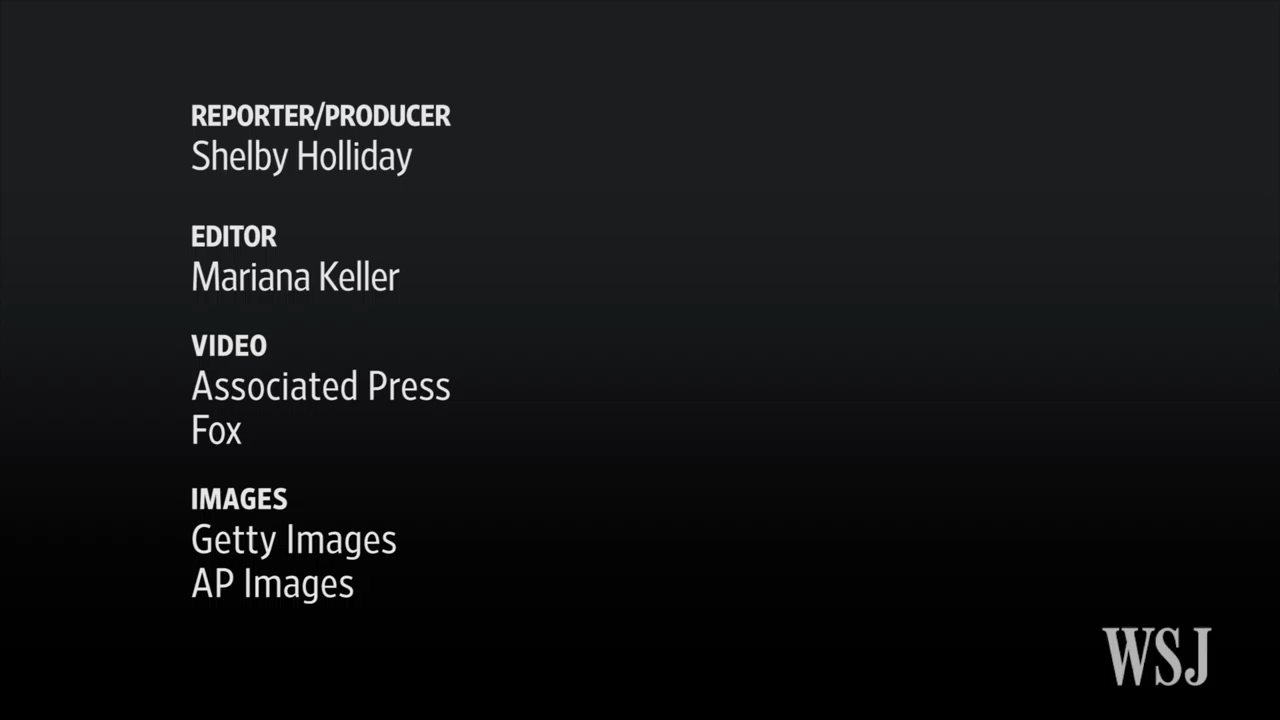 REPORTER/PRODUCER
Shelby Holliday
EDITOR
Mariana Keller
VIDEO
Associated Press
Fox
IMAGES
Getty Images
AP Images
WSJ